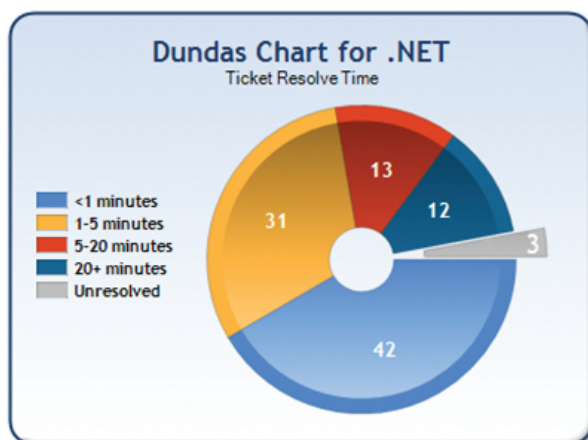 Dundas Chart for .NET
Ticket Resolve Time
<1 minutes
1-5 minutes
5-20 minutes
20+ minutes
Unresolved
31
13
12
3
42